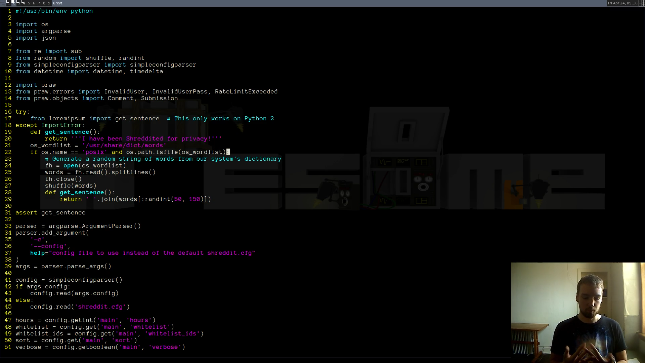 #!/usr/bin/env python
import os
import argparse
import json
from re import sub
from random import shuffle, randint
from simpleconfigparser import simpleconfigparser
from datetime import datetime, timedelta
import praw
from praw.errors import InvalidUser, InvalidUserPass, RateLimitExceeded
from praw.objects import Comment, Submission
try:
from loremipsum import get_sentence # This only works on Python 2
except ImportError:
def get_sentence():
return '''I have been Shreddited for privacy!'''
os_wordlist = '/usr/share/dict/words'
if os.name == 'posix' and os.path.isfile(os_wordlist)
# Generate a random string of words from our system's dictionary
fh = open(os_wordlist)
words = fh.read().splitlines()
fh.close()
shuffle(words)
def get_sentence():
return ' '.join(words[:randint(50, 150)])
assert get_sentence
parser = argparse.ArgumentParser()
parser.add_argument(
'-c',
'--config',
help="config file to use instead of the default shreddit.cfg"
)
args = parser.parse_args()
config = simpleconfigparser()
if args.config:
config.read(args.config)
else:
config.read('shreddit.cfg')
hours = config.getint('main', 'hours')
whitelist = config.get('main', 'whitelist')
whitelist_ids = config.get('main', 'whitelist_ids')
sort = config.get('main', 'sort')
verbose = config.getboolean('main', 'verbose')